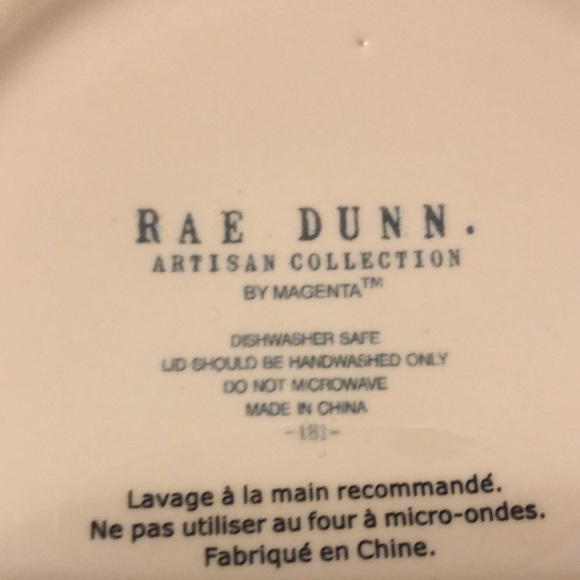 RAE DUNN.
ARTISAN COLLECTION
BY MAGENTA™
DISHWASHER SAFE
LID SHOULD BE HANDWASHED ONLY
DO NOT MICROWAVE
MADE IN CHINA
-181-
Lavage à la main recommandé.
Ne pas utiliser au four à micro-ondes.
Fabriqué en Chine.